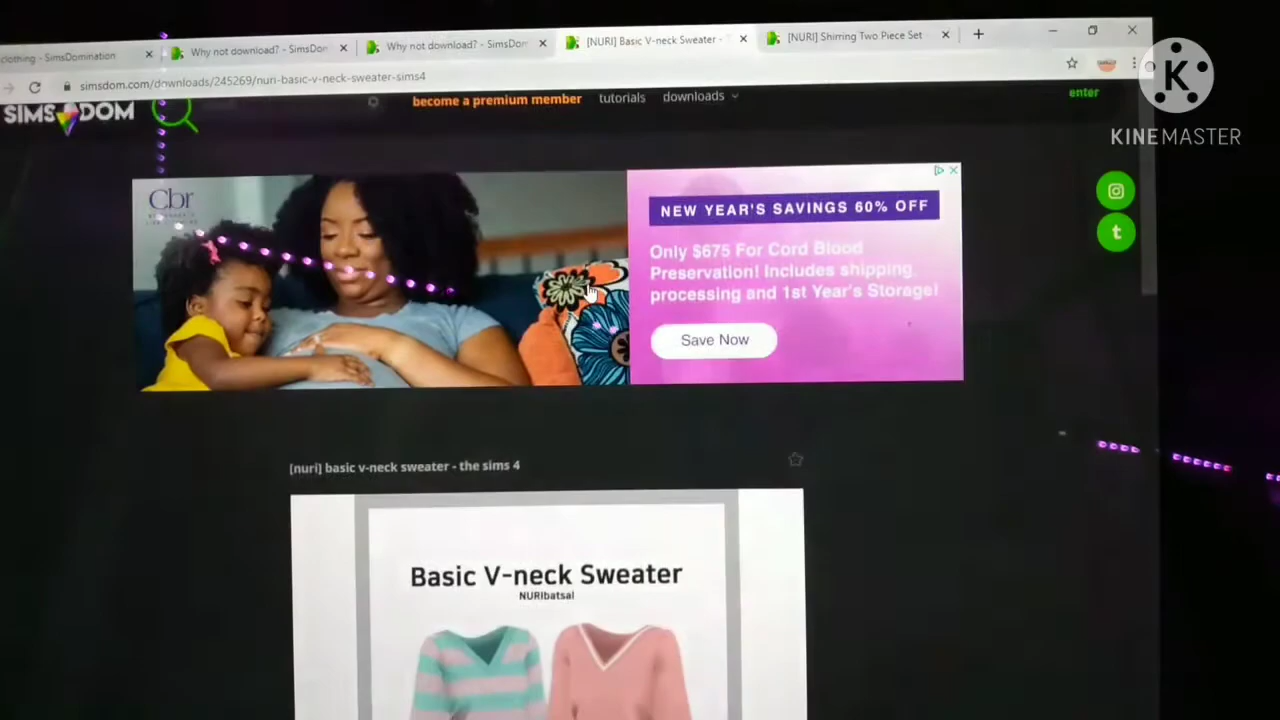 clothing - SimsDomination
Why not download? - SimsDom
Why not download? - SimsDom
[NURI] Basic V-neck Sweater - T
[NURI] Shirring Two Piece Set
simsdom.com/downloads/245269/nuri-basic-v-neck-sweater-sims4
SIMS DOM
become a premium member
tutorials
downloads
enter
K
KINEMASTER
Cbr
NEW YEAR'S SAVINGS 60% OFF
Only $675 For Cord Blood
Preservation! Includes shipping,
processing and 1st Year's Storage!
Save Now
t
[nuri] basic v-neck sweater - the sims 4
Basic V-neck Sweater
NURIbatsal